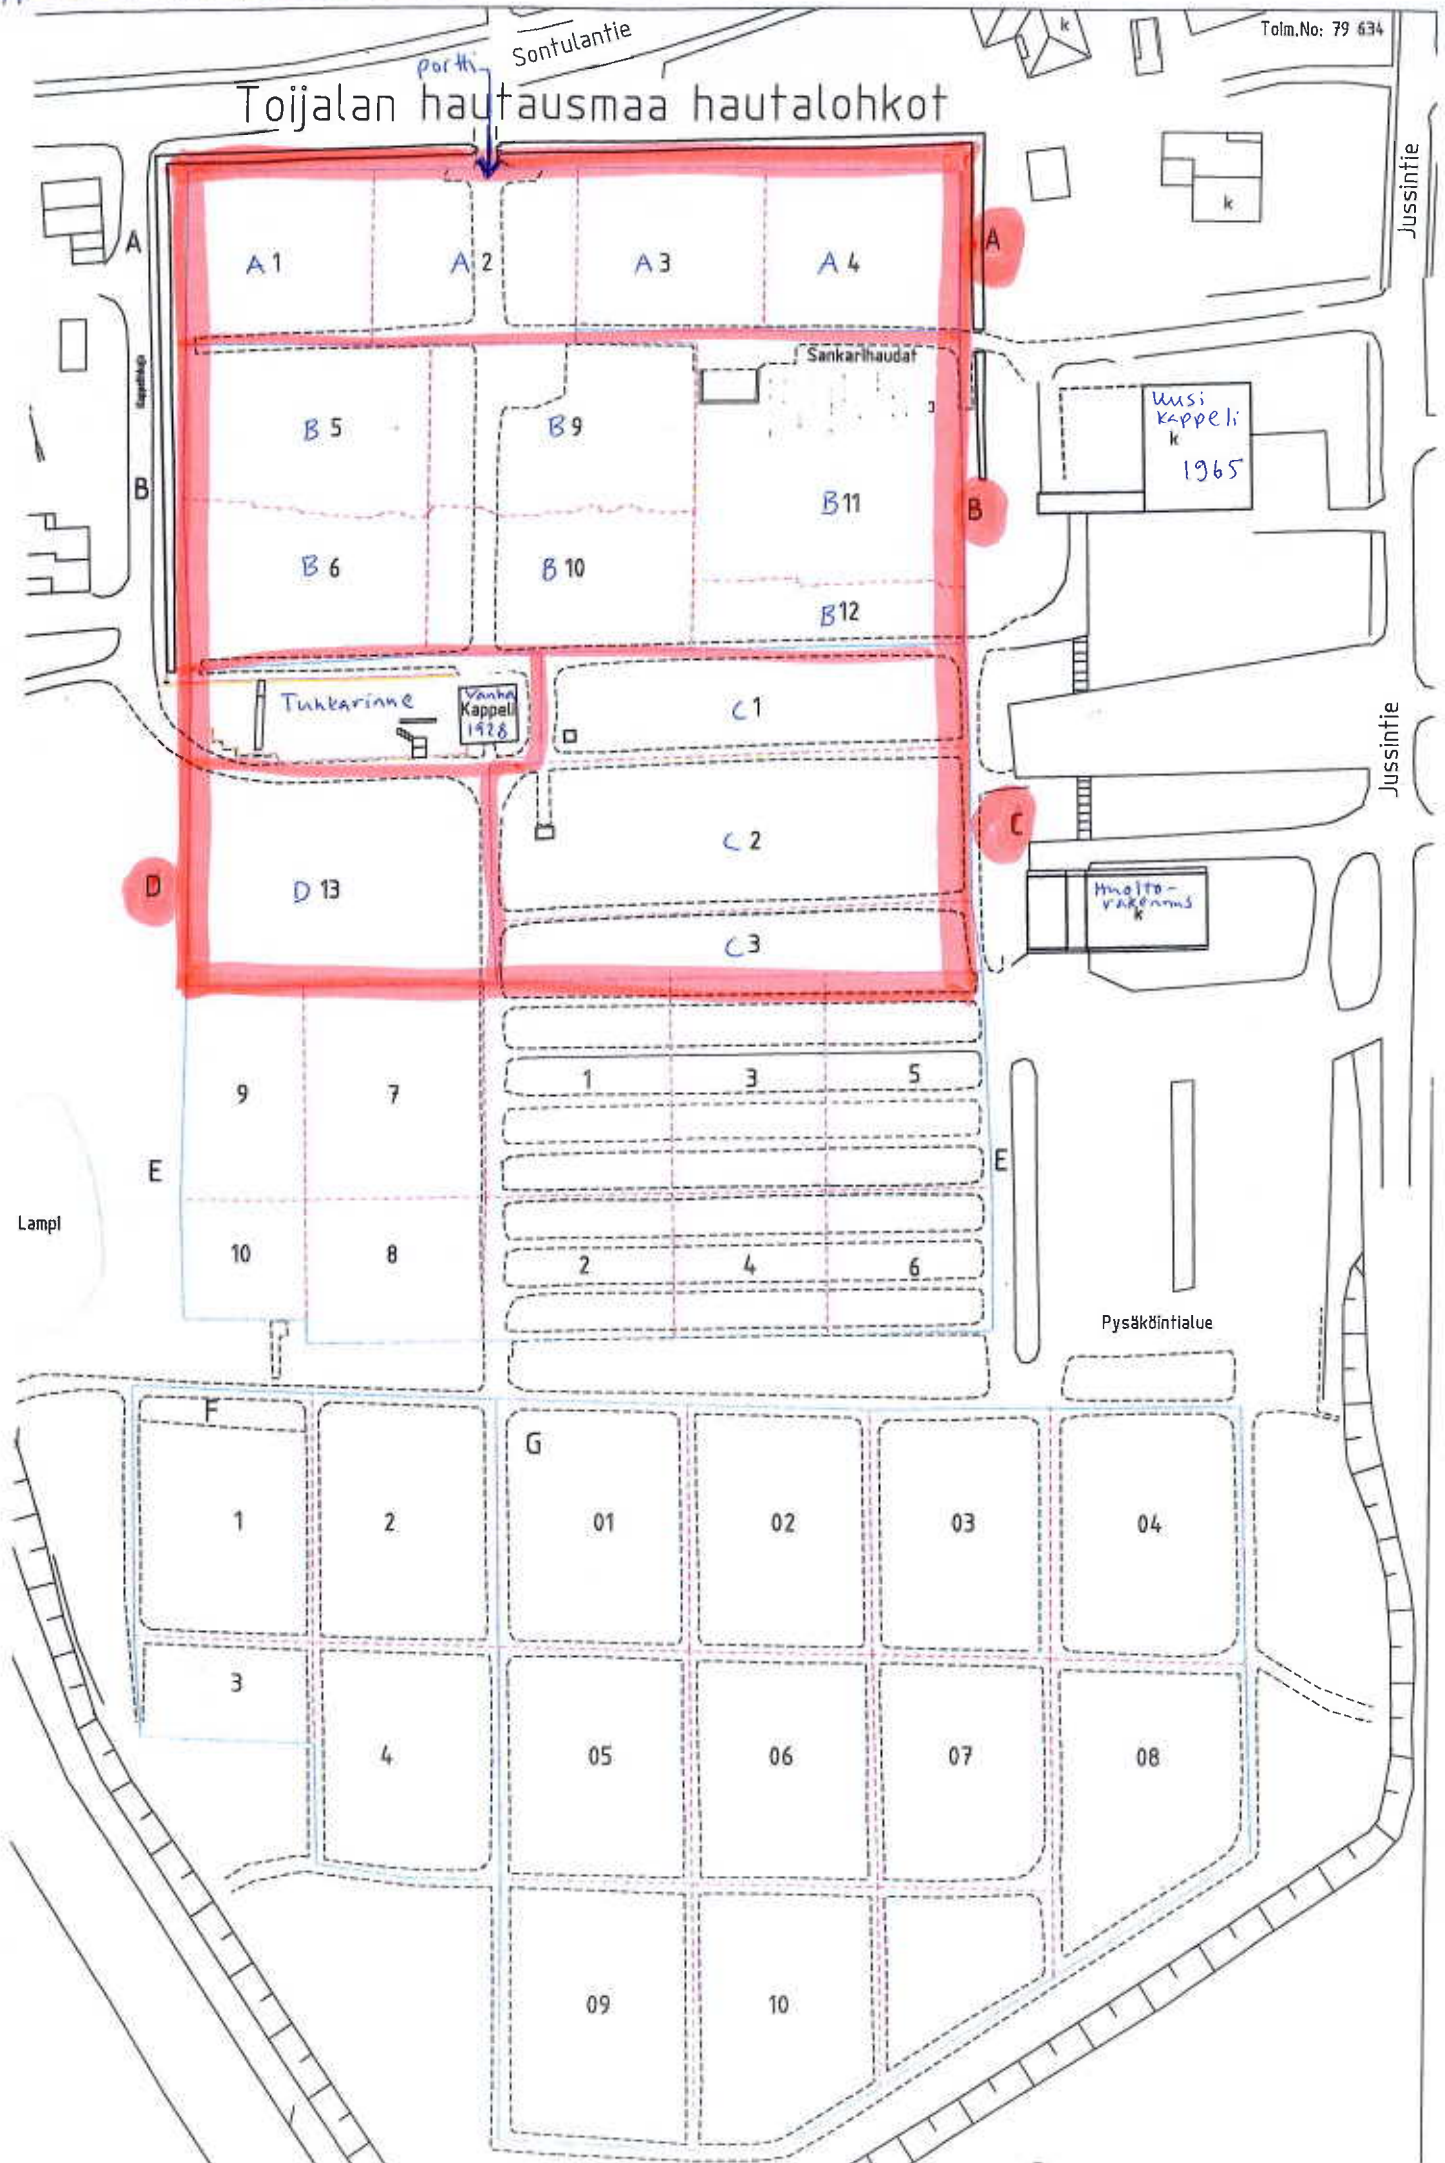 Sontulantie
Tolm.No: 79 634
portti
Toijalan hautausmaa hautalohkot
k
k
Jussintie
A
A 1
A 2
A 3
A 4
A
Sankarihaudat
B 5
B 9
Uusi
kappeli
k
1965
B
B 11
B
B 6
B 10
B 12
Tuhkarinne
Vanha
Kappeli
1928
C 1
Jussintie
C 2
C
D
D 13
Huolto-
rakennus
k
C 3
9
7
1
3
5
E
E
Lampi
10
8
2
4
6
Pysäköintialue
F
G
1
2
01
02
03
04
3
4
05
06
07
08
09
10